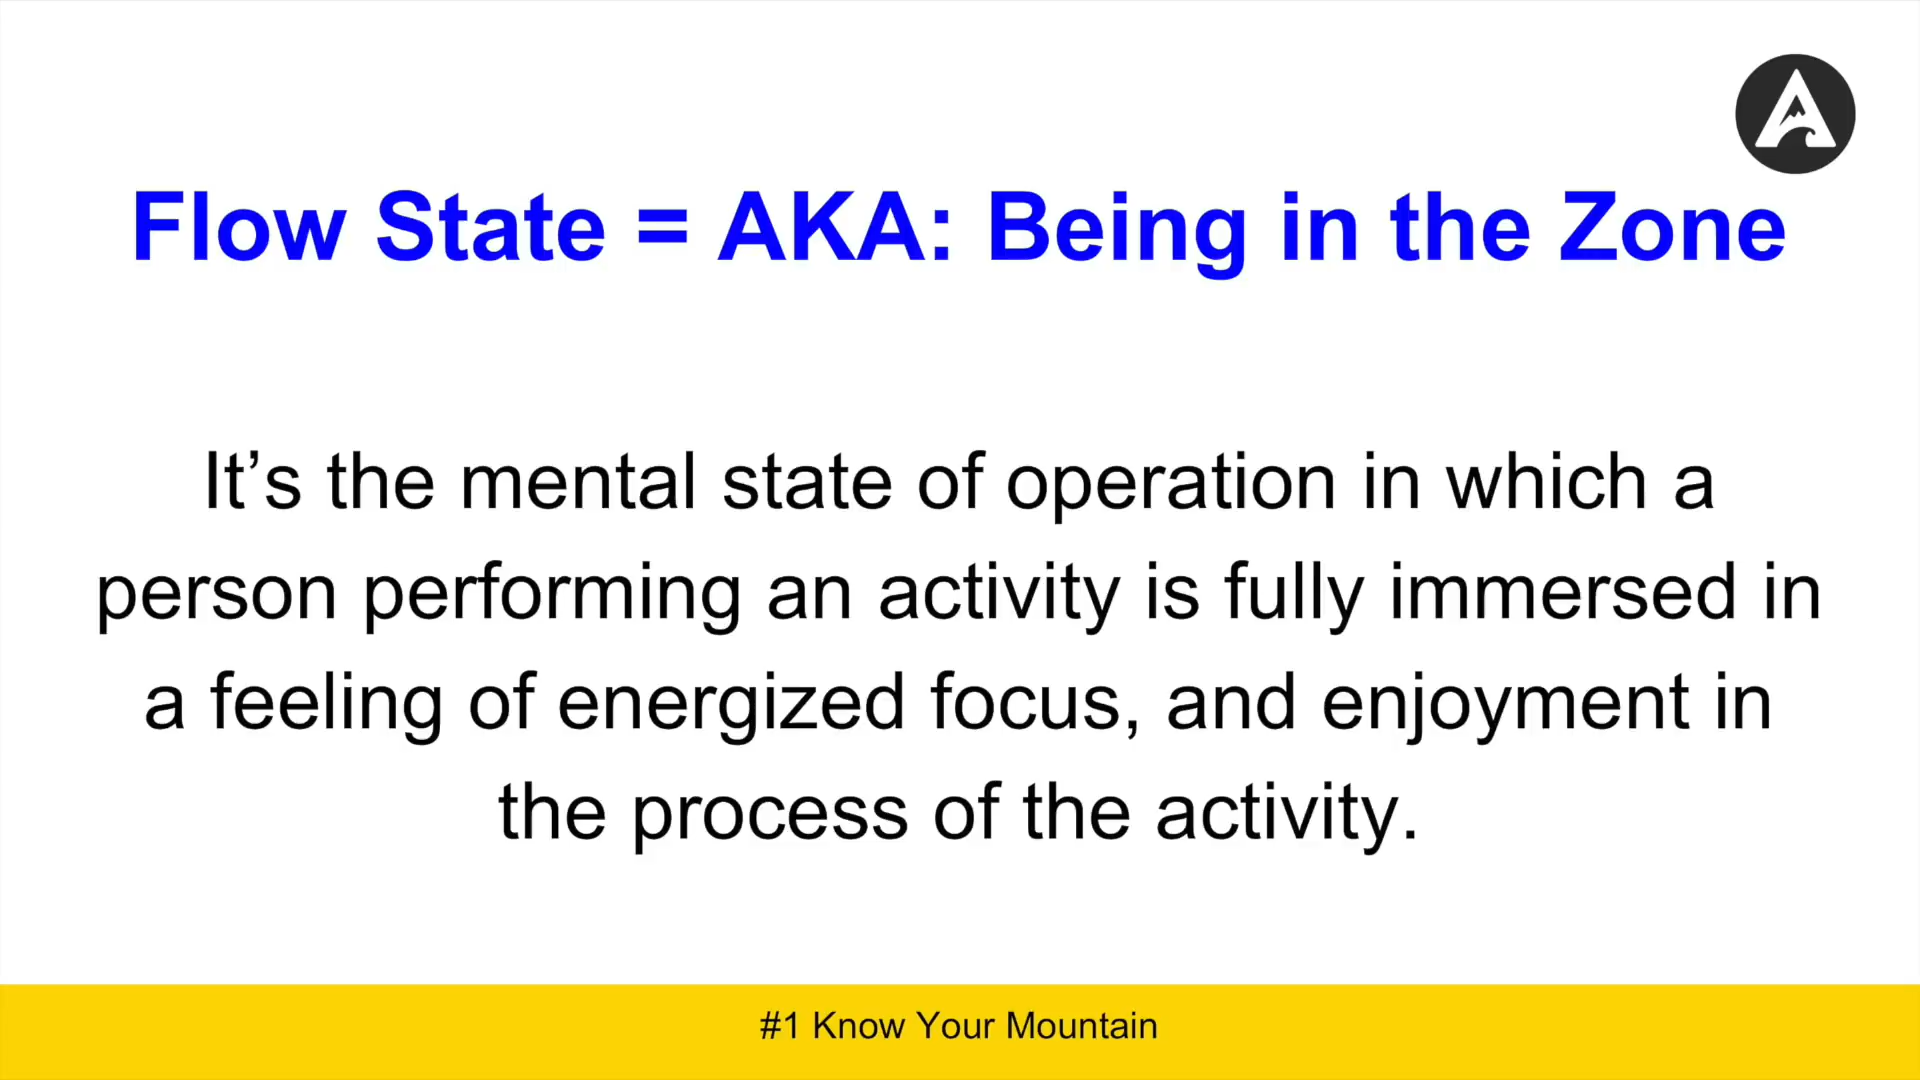 Flow State = AKA: Being in the Zone
It’s the mental state of operation in which a
person performing an activity is fully immersed in
a feeling of energized focus, and enjoyment in
the process of the activity.
#1 Know Your Mountain